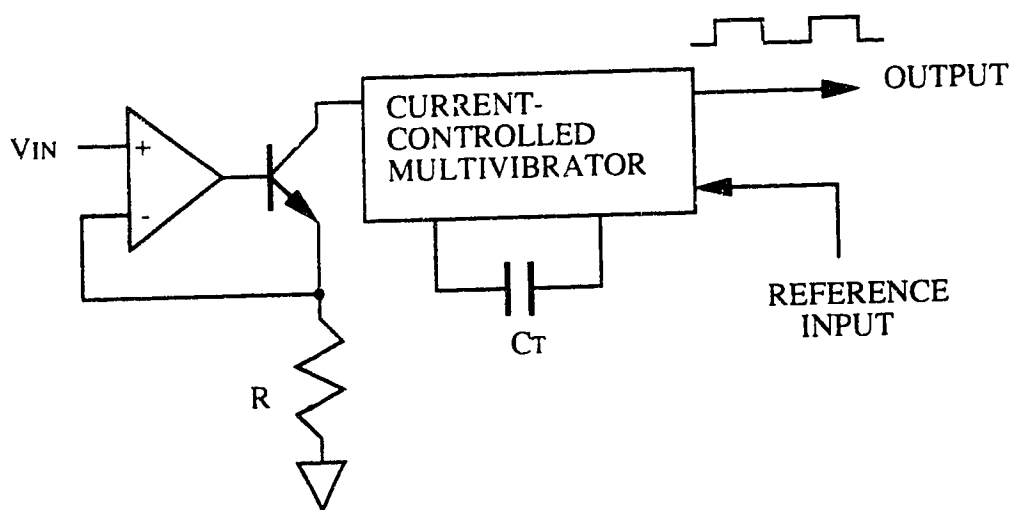 OUTPUT
CURRENT-
CONTROLLED
MULTIVIBRATOR
VIN
+
-
REFERENCE
INPUT
CT
R